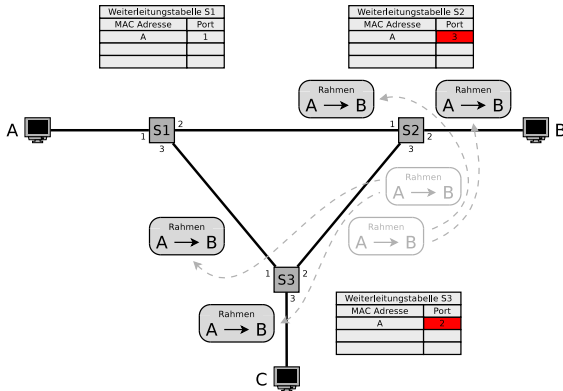 Weiterleitungstabelle S1
MAC Adresse Port
A 1
Weiterleitungstabelle S2
MAC Adresse Port
A 3
Rahmen
A → B
Rahmen
A → B
A
1
S1
2
3
1
S2
2
3
B
Rahmen
A → B
Rahmen
A → B
Rahmen
A → B
1
S3
2
3
Rahmen
A → B
Weiterleitungstabelle S3
MAC Adresse Port
A 2
C